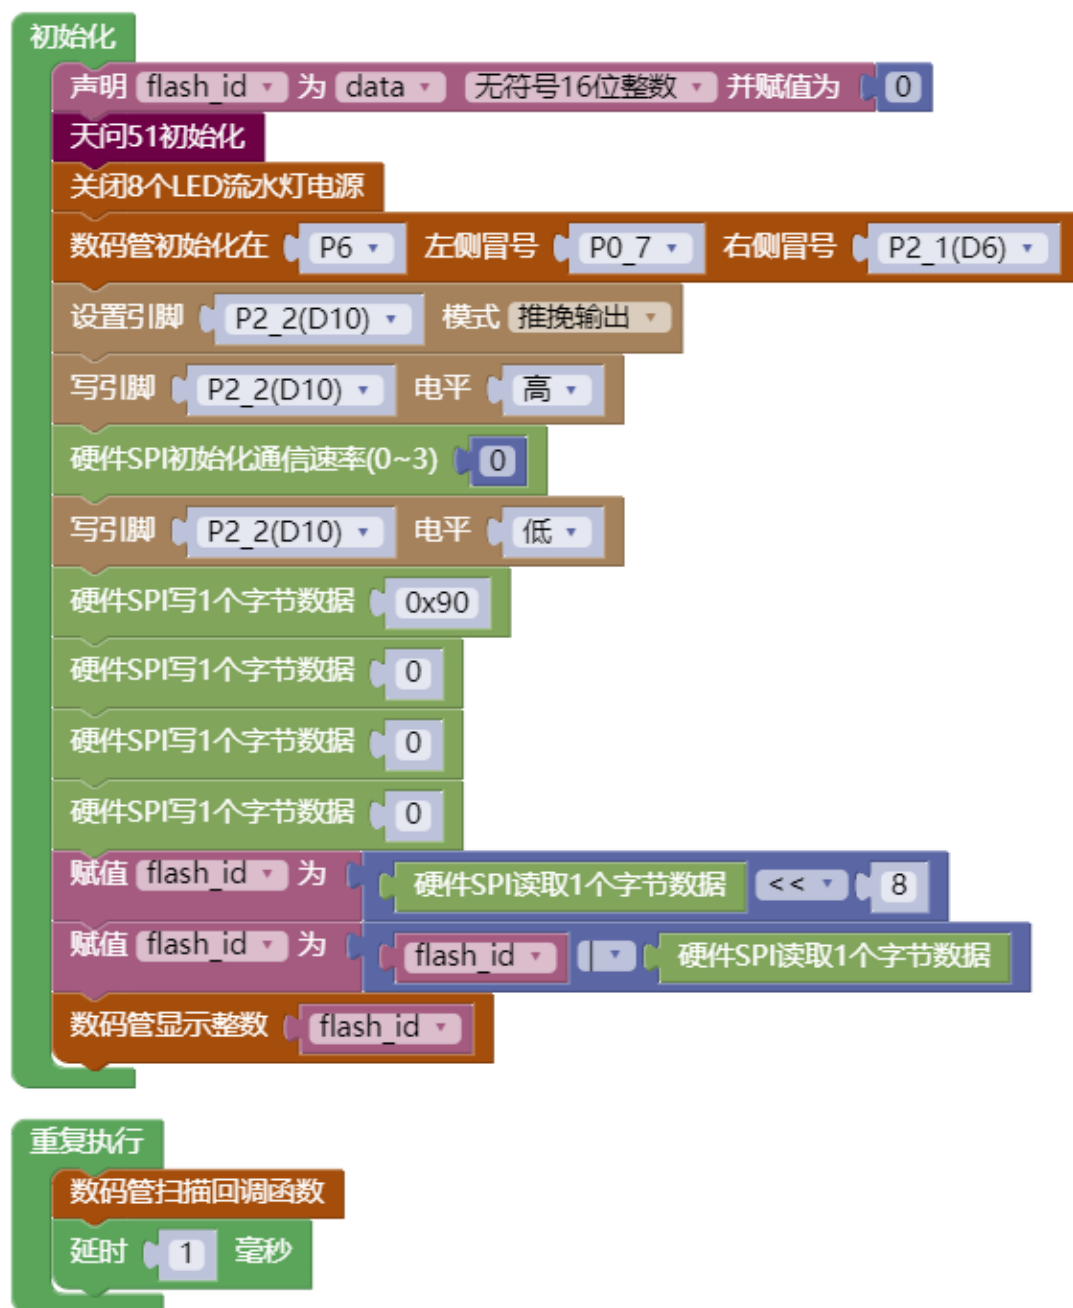 初始化
声明 flash_id 为 data 无符号16位整数 并赋值为 0
天问51初始化
关闭8个LED流水灯电源
数码管初始化在 P6 左侧冒号 P0_7 右侧冒号 P2_1(D6)
设置引脚 P2_2(D10) 模式 推挽输出
写引脚 P2_2(D10) 电平 高
硬件SPI初始化通信速率(0~3) 0
写引脚 P2_2(D10) 电平 低
硬件SPI写1个字节数据 0x90
硬件SPI写1个字节数据 0
硬件SPI写1个字节数据 0
硬件SPI写1个字节数据 0
赋值 flash_id 为 硬件SPI读取1个字节数据 << 8
赋值 flash_id 为 flash_id | 硬件SPI读取1个字节数据
数码管显示整数 flash_id
重复执行
数码管扫描回调函数
延时 1 毫秒